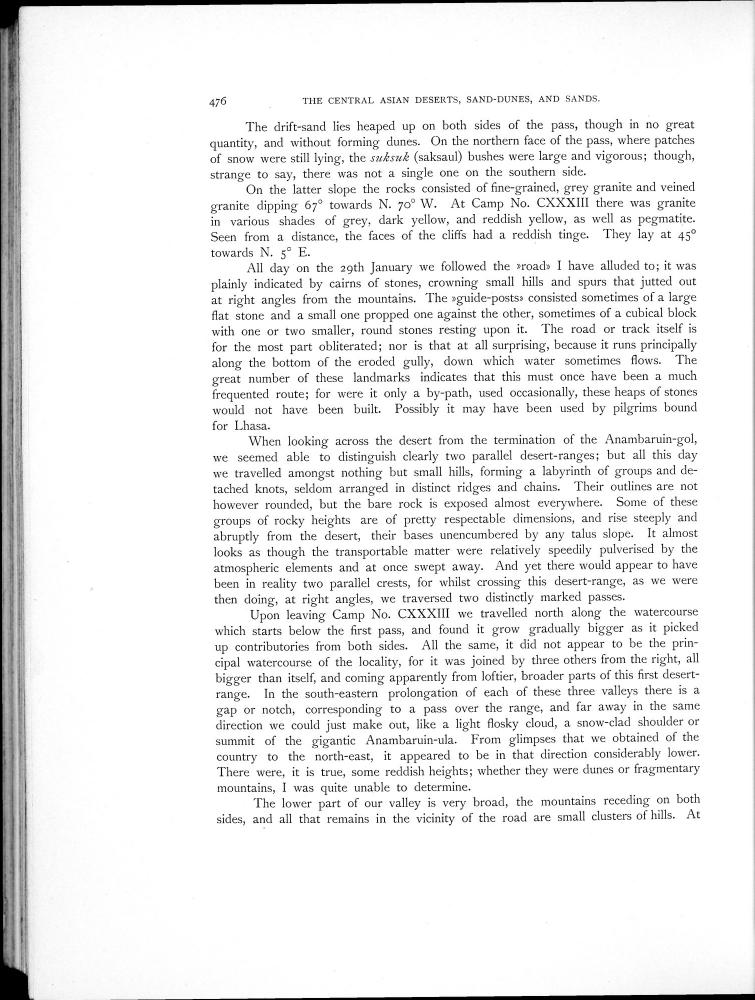 476 THE CENTRAL ASIAN DESERTS, SAND-DUNES, AND SANDS.
The drift-sand lies heaped up on both sides of the pass, though in no great
quantity, and without forming dunes. On the northern face of the pass, where patches
of snow were still lying, the suksuk (saksaul) bushes were large and vigorous; though,
strange to say, there was not a single one on the southern side.
On the latter slope the rocks consisted of fine-grained, grey granite and veined
granite dipping 67° towards N. 70° W. At Camp No. CXXXIII there was granite
in various shades of grey, dark yellow, and reddish yellow, as well as pegmatite.
Seen from a distance, the faces of the cliffs had a reddish tinge. They lay at 45°
towards N. 5° E.
All day on the 29th January we followed the »road» I have alluded to; it was
plainly indicated by cairns of stones, crowning small hills and spurs that jutted out
at right angles from the mountains. The »guide-posts» consisted sometimes of a large
flat stone and a small one propped one against the other, sometimes of a cubical block
with one or two smaller, round stones resting upon it. The road or track itself is
for the most part obliterated; nor is that at all surprising, because it runs principally
along the bottom of the eroded gully, down which water sometimes flows. The
great number of these landmarks indicates that this must once have been a much
frequented route; for were it only a by-path, used occasionally, these heaps of stones
would not have been built. Possibly it may have been used by pilgrims bound
for Lhasa.
When looking across the desert from the termination of the Anambaruin-gol,
we seemed able to distinguish clearly two parallel desert-ranges; but all this day
we travelled amongst nothing but small hills, forming a labyrinth of groups and de-
tached knots, seldom arranged in distinct ridges and chains. Their outlines are not
however rounded, but the bare rock is exposed almost everywhere. Some of these
groups of rocky heights are of pretty respectable dimensions, and rise steeply and
abruptly from the desert, their bases unencumbered by any talus slope. It almost
looks as though the transportable matter were relatively speedily pulverised by the
atmospheric elements and at once swept away. And yet there would appear to have
been in reality two parallel crests, for whilst crossing this desert-range, as we were
then doing, at right angles, we traversed two distinctly marked passes.
Upon leaving Camp No. CXXXIII we travelled north along the watercourse
which starts below the first pass, and found it grow gradually bigger as it picked
up contributories from both sides. All the same, it did not appear to be the prin-
cipal watercourse of the locality, for it was joined by three others from the right, all
bigger than itself, and coming apparently from loftier, broader parts of this first desert-
range. In the south-eastern prolongation of each of these three valleys there is a
gap or notch, corresponding to a pass over the range, and far away in the same
direction we could just make out, like a light flosky cloud, a snow-clad shoulder or
summit of the gigantic Anambaruin-ula. From glimpses that we obtained of the
country to the north-east, it appeared to be in that direction considerably lower.
There were, it is true, some reddish heights; whether they were dunes or fragmentary
mountains, I was quite unable to determine.
The lower part of our valley is very broad, the mountains receding on both
sides, and all that remains in the vicinity of the road are small clusters of hills. At